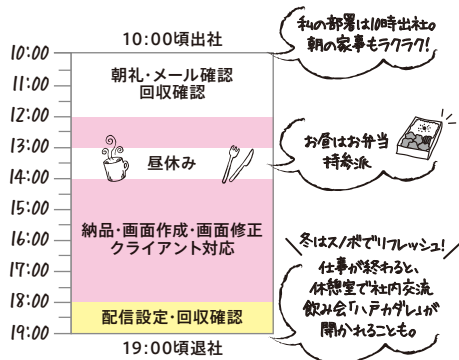 10:00頃出社
10:00
11:00
12:00
13:00
14:00
15:00
16:00
17:00
18:00
19:00
朝礼・メール確認
回収確認
昼休み
納品・画面作成・画面修正
クライアント対応
配信設定・回収確認
19:00頃退社
私の部署は10時出社。
朝の家事もラクラク!
お昼はお弁当
持参派
冬はスノボでリフレッシュ!
仕事が終わると、
休憩室で社内交流
飲み会「ハナカダレ」が
開かれることも。